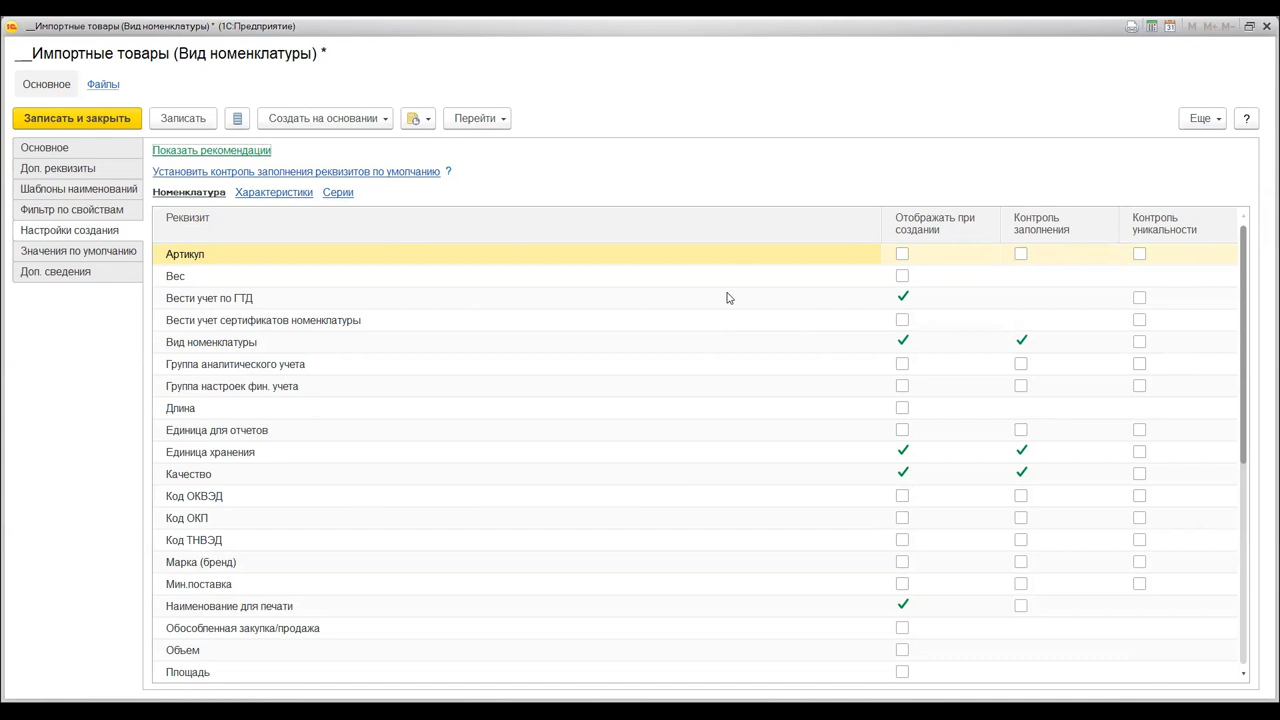 __Импортные товары (Вид номенклатуры) * (1С:Предприятие)
M M+ M-
__Импортные товары (Вид номенклатуры) *
Основное Файлы
Записать и закрыть Записать Создать на основании Перейти Еще ?
Основное
Доп. реквизиты
Шаблоны наименований
Фильтр по свойствам
Настройки создания
Значения по умолчанию
Доп. сведения
Показать рекомендации
Установить контроль заполнения реквизитов по умолчанию ?
Номенклатура Характеристики Серии
Реквизит Отображать при создании Контроль заполнения Контроль уникальности
Артикул
Вес
Вести учет по ГТД
Вести учет сертификатов номенклатуры
Вид номенклатуры
Группа аналитического учета
Группа настроек фин. учета
Длина
Единица для отчетов
Единица хранения
Качество
Код ОКВЭД
Код ОКП
Код ТНВЭД
Марка (бренд)
Мин.поставка
Наименование для печати
Обособленная закупка/продажа
Объем
Площадь